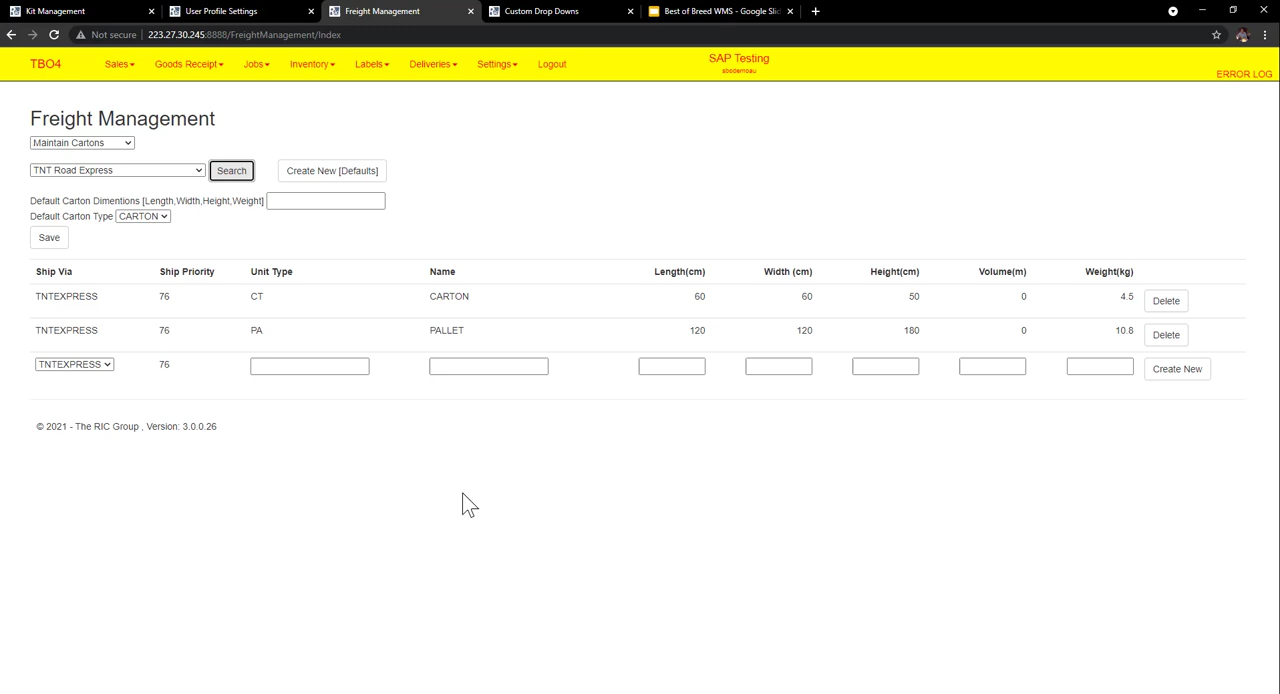 Kit Management
User Profile Settings
Freight Management
Custom Drop Downs
Best of Breed WMS - Google Slid
Not secure
223.27.30.245:8888/FreightManagement/Index
TBO4
Sales
Goods Receipt
Jobs
Inventory
Labels
Deliveries
Settings
Logout
SAP Testing
sbodemoau
ERROR LOG
Freight Management
Maintain Cartons
TNT Road Express
Search
Create New [Defaults]
Default Carton Dimentions [Length,Width,Height,Weight]
Default Carton Type CARTON
Save
Ship Via Ship Priority Unit Type Name Length(cm) Width (cm) Height(cm) Volume(m) Weight(kg)
TNTEXPRESS 76 CT CARTON 60 60 50 0 4.5 Delete
TNTEXPRESS 76 PA PALLET 120 120 180 0 10.8 Delete
TNTEXPRESS 76 Create New
© 2021 - The RIC Group , Version: 3.0.0.26